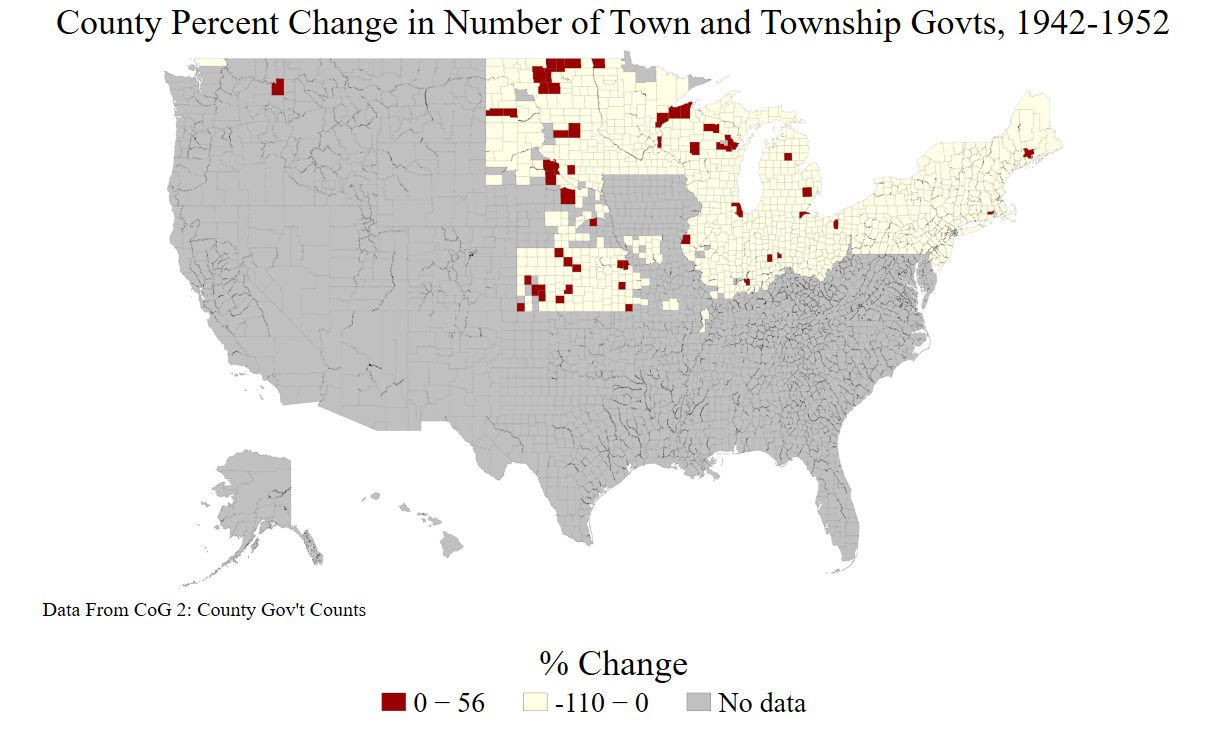 County Percent Change in Number of Town and Township Govts, 1942-1952
Data From CoG 2: County Gov't Counts
% Change
0 − 56
-110 − 0
No data